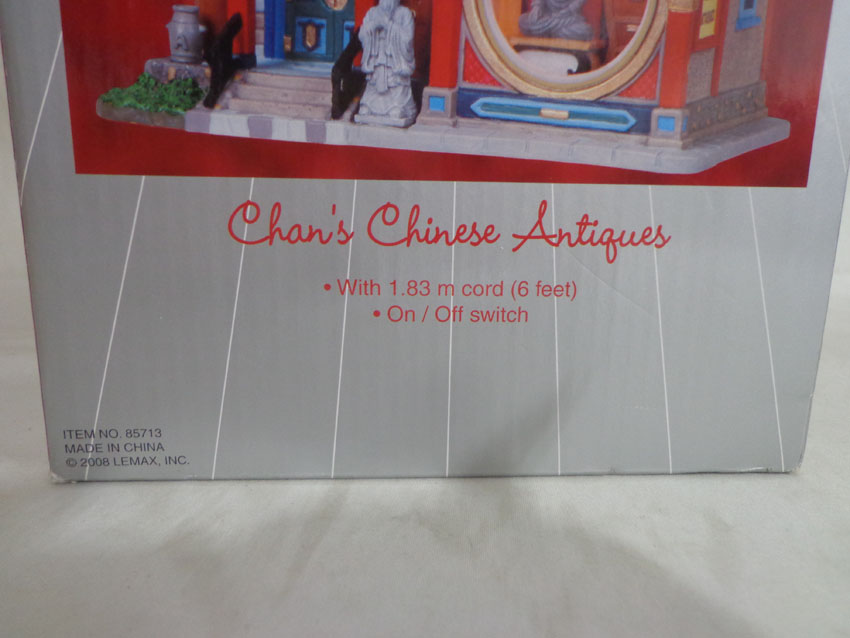 Chan's Chinese Antiques
• With 1.83 m cord (6 feet)
• On / Off switch
ITEM NO. 85713
MADE IN CHINA
© 2008 LEMAX, INC.